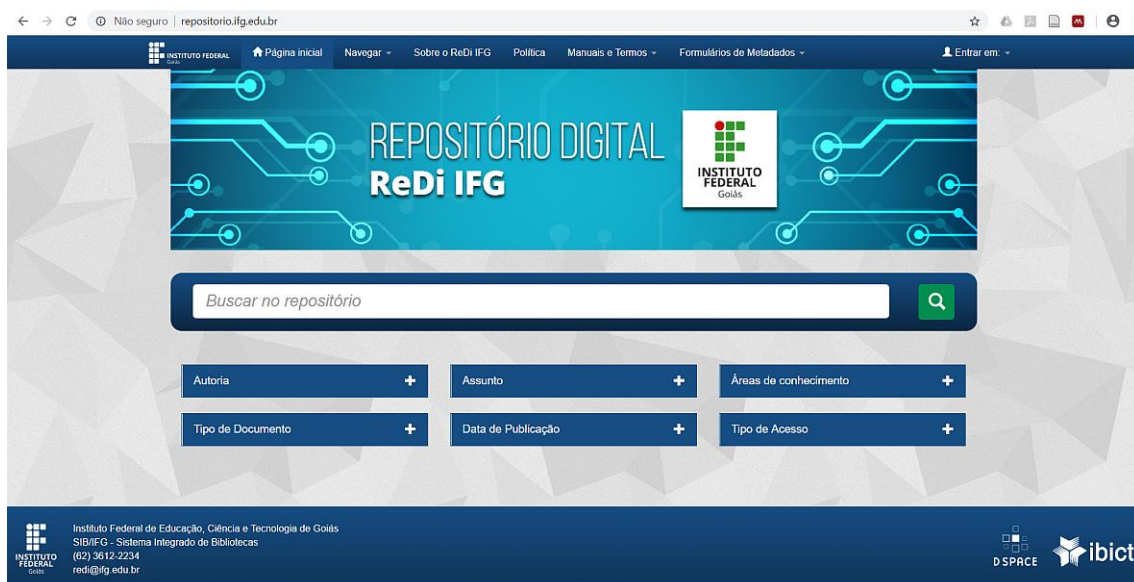 Não seguro | repositorio.ifg.edu.br
INSTITUTO FEDERAL
Goiás
Página inicial
Navegar
Sobre o ReDi IFG
Política
Manuais e Termos
Formulários de Metadados
Entrar em:
REPOSITÓRIO DIGITAL
ReDi IFG
INSTITUTO
FEDERAL
Goiás
Buscar no repositório
Autoria
Assunto
Áreas de conhecimento
Tipo de Documento
Data de Publicação
Tipo de Acesso
INSTITUTO
FEDERAL
Goiás
Instituto Federal de Educação, Ciência e Tecnologia de Goiás
SIB/IFG - Sistema Integrado de Bibliotecas
(62) 3612-2234
redi@ifg.edu.br
DSPACE
ibict